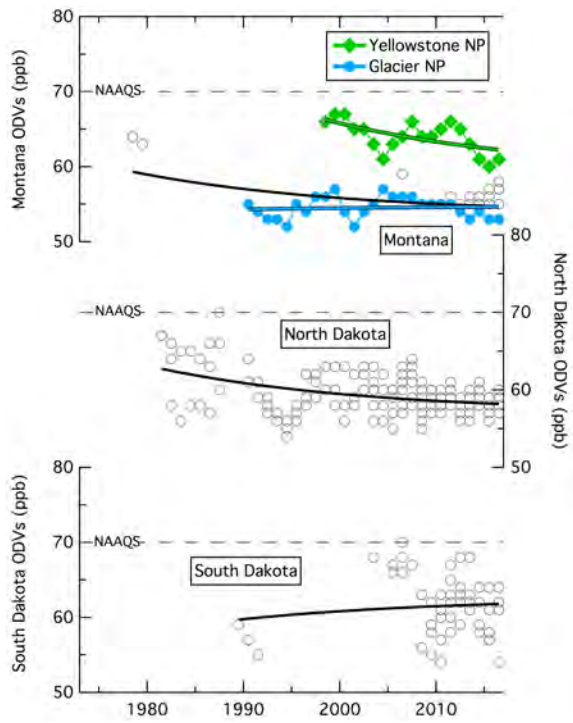 Yellowstone NP
Glacier NP
80
70
60
50
NAAQS
Montana ODVs (ppb)
Montana
80
70
60
50
NAAQS
North Dakota ODVs (ppb)
North Dakota
80
70
60
50
NAAQS
South Dakota ODVs (ppb)
South Dakota
1980 1990 2000 2010